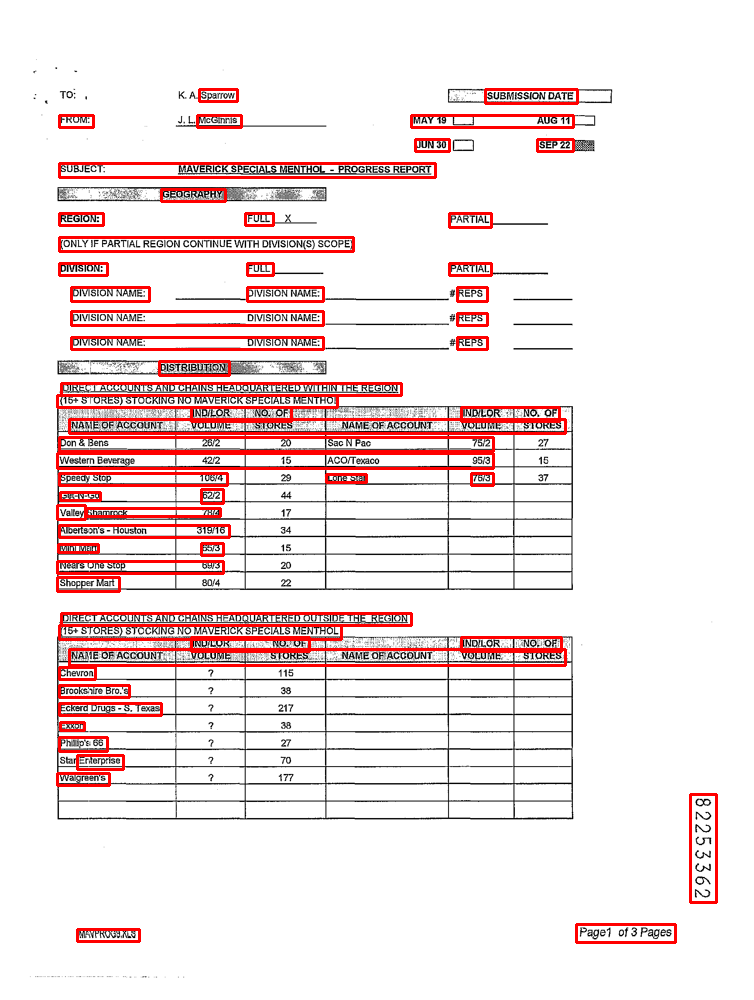 TO: K. A. Sparrow SUBMISSION DATE
FROM: J. L. McGinnis MAY 19 AUG 11
JUN 30 SEP 22
SUBJECT: MAVERICK SPECIALS MENTHOL - PROGRESS REPORT
GEOGRAPHY
REGION: FULL X PARTIAL
(ONLY IF PARTIAL REGION CONTINUE WITH DIVISION(S) SCOPE)
DIVISION: FULL PARTIAL
DIVISION NAME: DIVISION NAME: # REPS
DIVISION NAME: DIVISION NAME: # REPS
DIVISION NAME: DIVISION NAME: # REPS
DISTRIBUTION
DIRECT ACCOUNTS AND CHAINS HEADQUARTERED WITHIN THE REGION
(15+ STORES) STOCKING NO MAVERICK SPECIALS MENTHOL
IND/LOR NO. OF IND/LOR NO. OF
NAME OF ACCOUNT VOLUME STORES NAME OF ACCOUNT VOLUME STORES
Don & Bens 26/2 20 Sac N Pac 75/2 27
Western Beverage 42/2 15 ACO/Texaco 95/3 15
Speedy Stop 106/4 29 Lone Star 76/3 37
Get-N-Go 62/2 44
Valley Shamrock 78/4 17
Albertson's - Houston 319/16 34
Mini Mart 65/3 15
Nears One Stop 69/3 20
Shopper Mart 80/4 22
DIRECT ACCOUNTS AND CHAINS HEADQUARTERED OUTSIDE THE REGION
(15+ STORES) STOCKING NO MAVERICK SPECIALS MENTHOL
IND/LOR NO. OF IND/LOR NO. OF
NAME OF ACCOUNT VOLUME STORES NAME OF ACCOUNT VOLUME STORES
Chevron ? 115
Brookshire Bro.'s ? 38
Eckerd Drugs - S. Texas ? 217
Exxon ? 38
Phillip's 66 ? 27
Star Enterprise ? 70
Walgreen's ? 177
82253362
MAVPROG9.XLS Page1 of 3 Pages